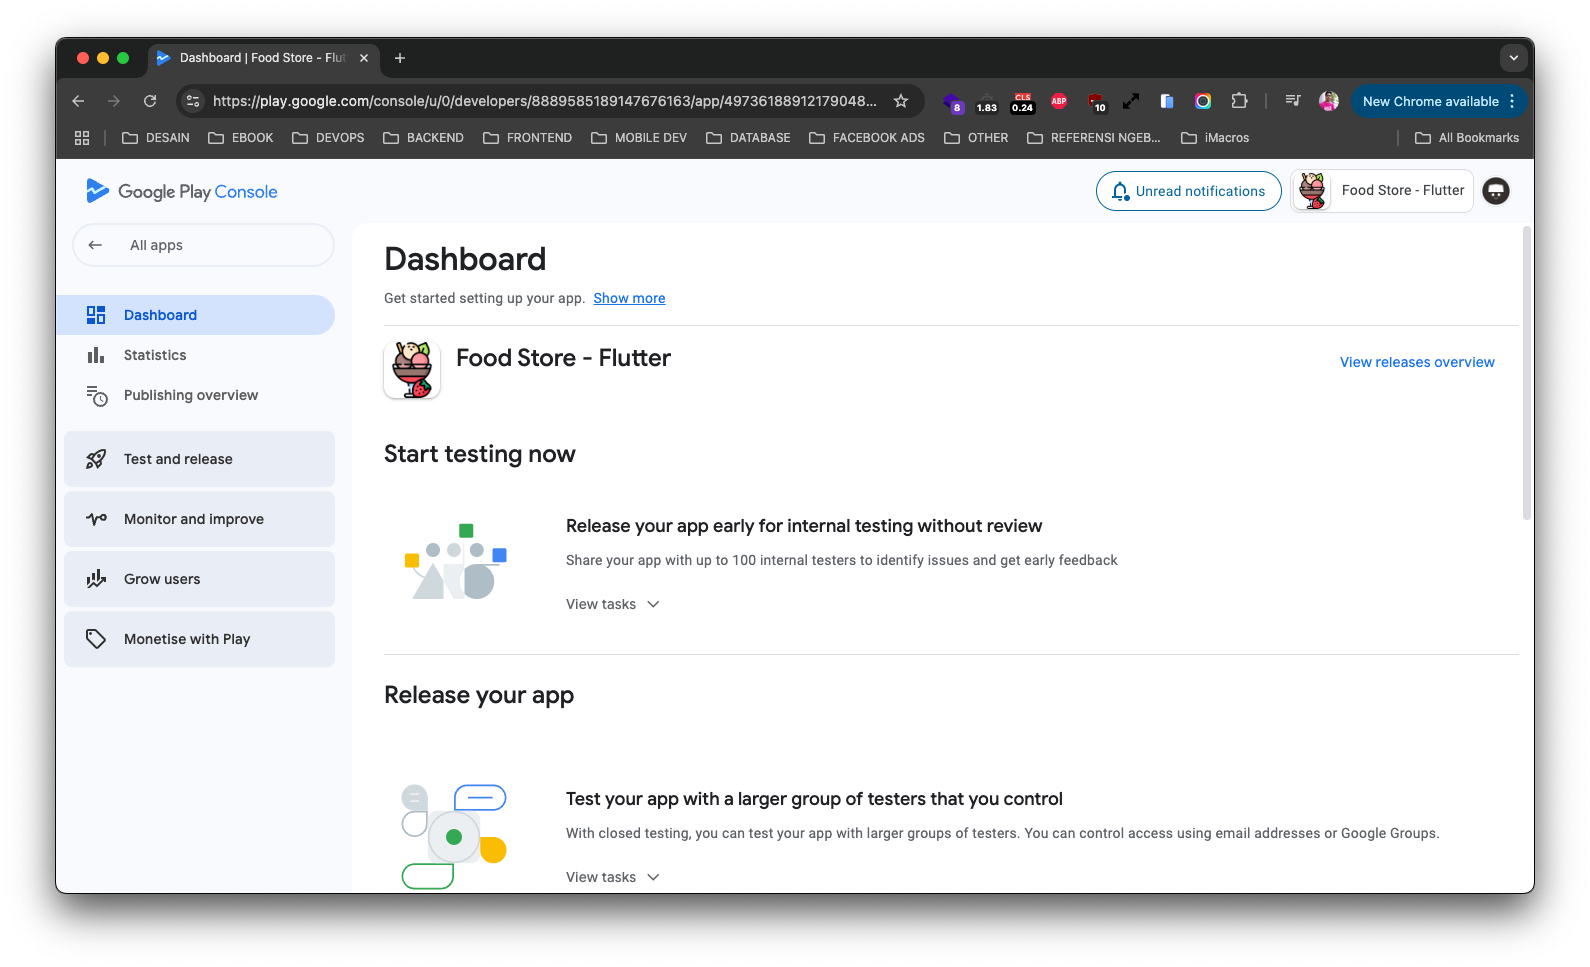 Dashboard | Food Store - Flut
https://play.google.com/console/u/0/developers/8889585189147676163/app/49736188912179048...
8
1.83
CLS
0.24
ABP
10
New Chrome available
DESAIN
EBOOK
DEVOPS
BACKEND
FRONTEND
MOBILE DEV
DATABASE
FACEBOOK ADS
OTHER
REFERENSI NGEB...
iMacros
All Bookmarks
Google Play Console
Unread notifications
Food Store - Flutter
All apps
Dashboard
Statistics
Publishing overview
Test and release
Monitor and improve
Grow users
Monetise with Play
Dashboard
Get started setting up your app. Show more
Food Store - Flutter
View releases overview
Start testing now
Release your app early for internal testing without review
Share your app with up to 100 internal testers to identify issues and get early feedback
View tasks
Release your app
Test your app with a larger group of testers that you control
With closed testing, you can test your app with larger groups of testers. You can control access using email addresses or Google Groups.
View tasks